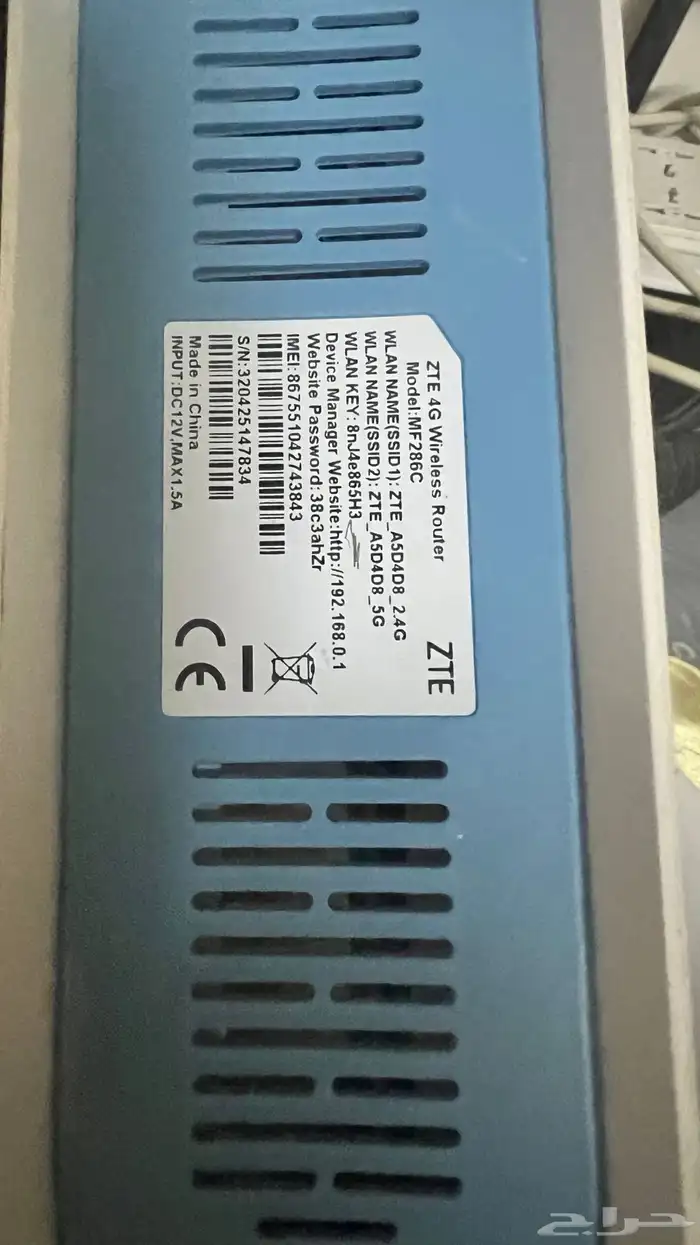 ZTE 4G Wireless Router
ZTE
Model:MF286C
WLAN NAME(SSID1): ZTE_A5D4D8_2.4G
WLAN NAME(SSID2): ZTE_A5D4D8_5G
WLAN KEY: 8nJ4e865H3
Device Manager Website:http://192.168.0.1
Website Password:38c3ahZr
IMEI:867551042743843
S/N:320425147834
Made in China
INPUT:DC12V,MAX1.5A
CE
حراج